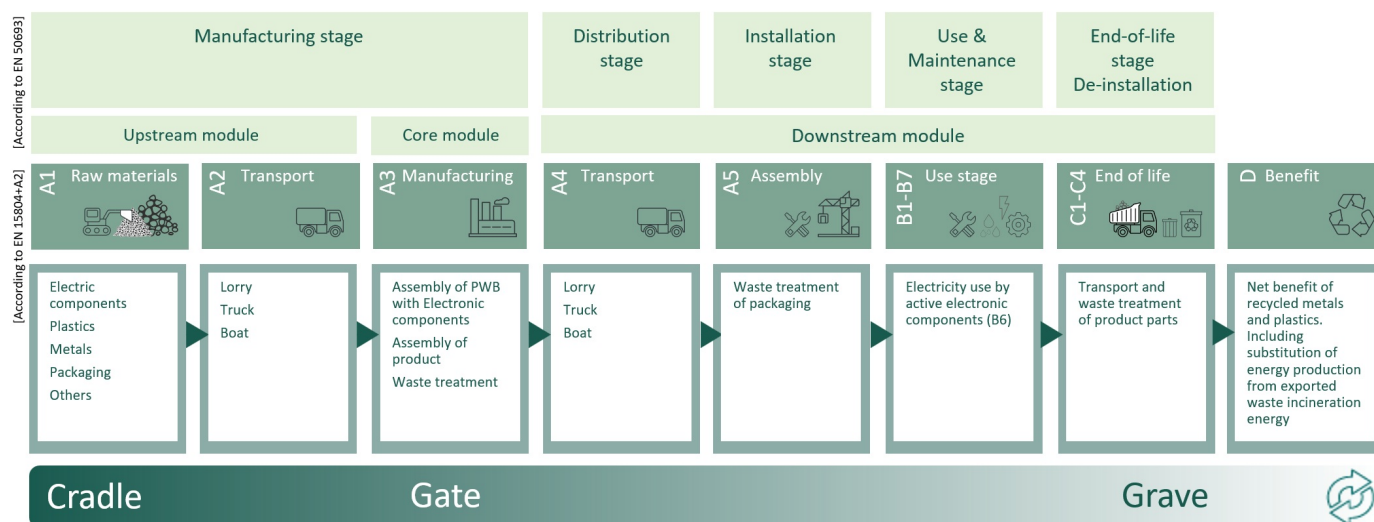 [According to EN 50693]
Manufacturing stage
Distribution
stage
Installation
stage
Use &
Maintenance
stage
End-of-life
stage
De-installation
Upstream module
Core module
Downstream module
[According to EN 15804+A2]
A1 Raw materials
A2 Transport
A3 Manufacturing
A4 Transport
A5 Assembly
B1-B7 Use stage
C1-C4 End of life
D Benefit
Electric
components
Plastics
Metals
Packaging
Others
Lorry
Truck
Boat
Assembly of PWB
with Electronic
components
Assembly of
product
Waste treatment
Lorry
Truck
Boat
Waste treatment
of packaging
Electricity use by
active electronic
components (B6)
Transport and
waste treatment
of product parts
Net benefit of
recycled metals
and plastics.
Including
substitution of
energy production
from exported
waste incineration
energy
Cradle
Gate
Grave